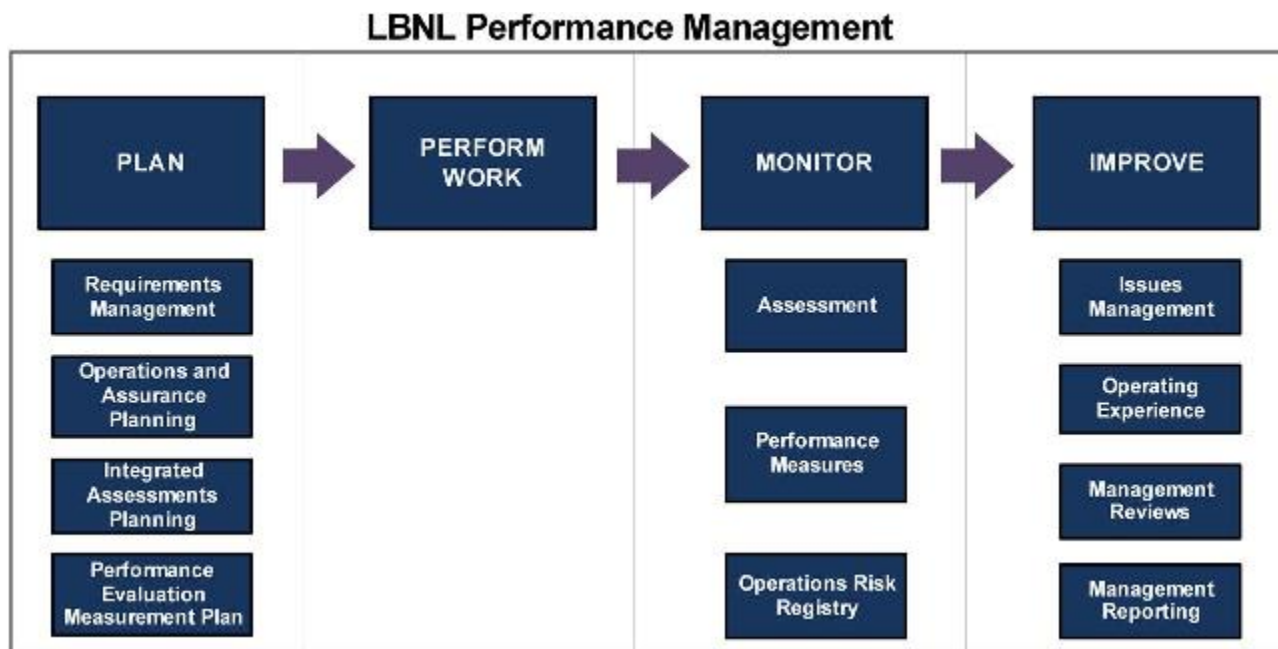 LBNL Performance Management
PLAN
PERFORM
WORK
MONITOR
IMPROVE
Requirements
Management
Operations and
Assurance
Planning
Integrated
Assessments
Planning
Performance
Evaluation
Measurement Plan
Assessment
Performance
Measures
Operations Risk
Registry
Issues
Management
Operating
Experience
Management
Reviews
Management
Reporting